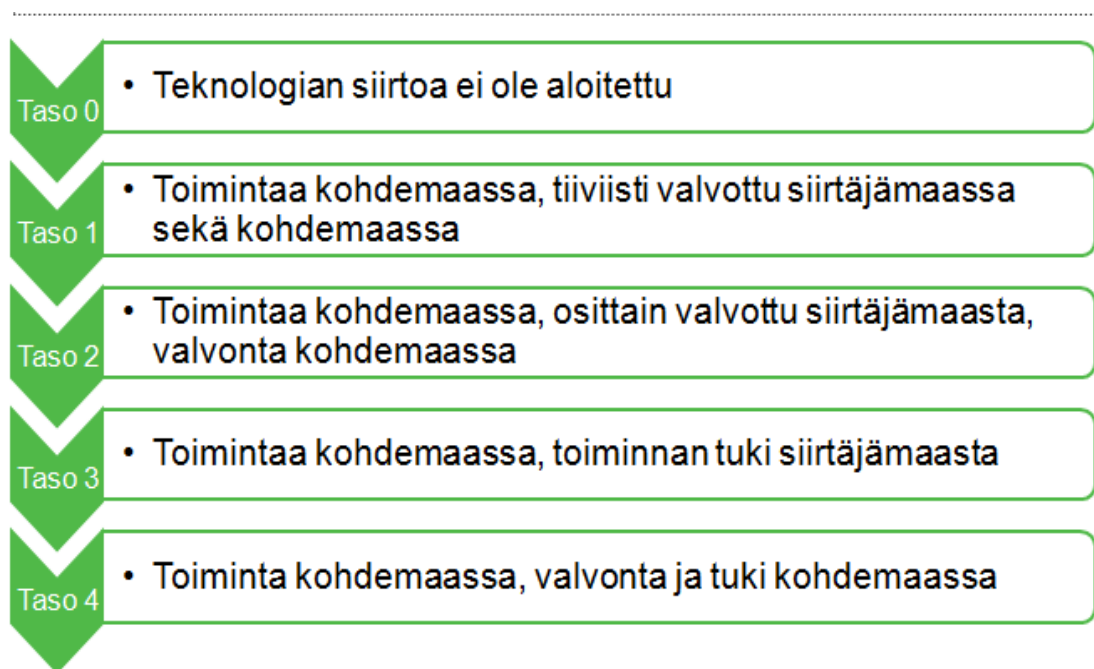 Taso 0
• Teknologian siirtoa ei ole aloitettu
Taso 1
• Toimintaa kohdemaassa, tiiviisti valvottu siirtäjämaassa
sekä kohdemaassa
Taso 2
• Toimintaa kohdemaassa, osittain valvottu siirtäjämaasta,
valvonta kohdemaassa
Taso 3
• Toimintaa kohdemaassa, toiminnan tuki siirtäjämaasta
Taso 4
• Toiminta kohdemaassa, valvonta ja tuki kohdemaassa